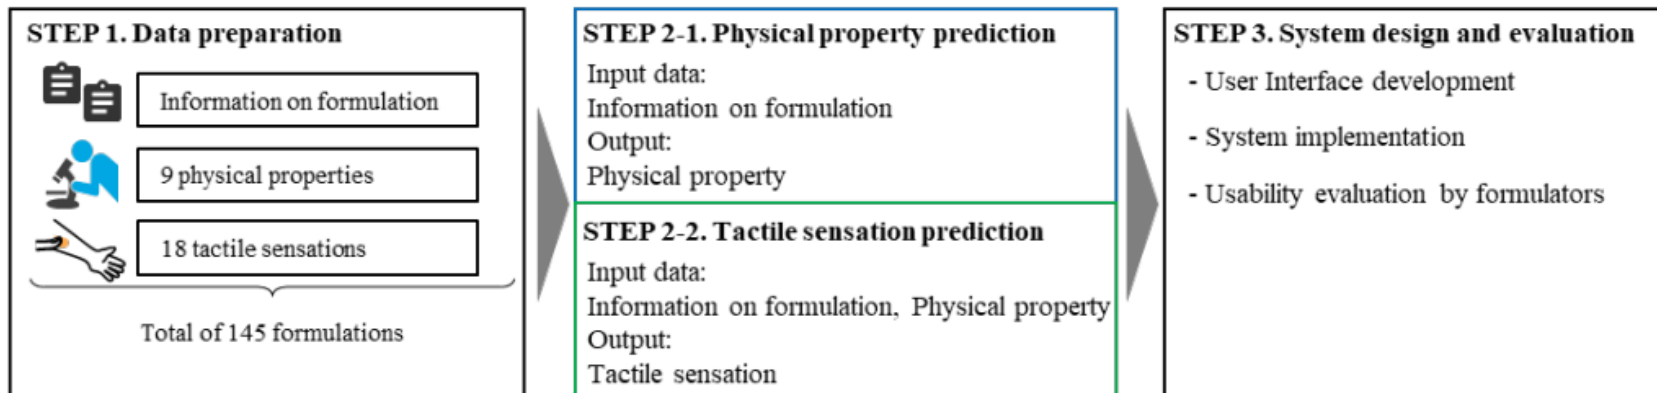 STEP 1. Data preparation
Information on formulation
9 physical properties
18 tactile sensations
Total of 145 formulations
STEP 2-1. Physical property prediction
Input data:
Information on formulation
Output:
Physical property
STEP 2-2. Tactile sensation prediction
Input data:
Information on formulation, Physical property
Output:
Tactile sensation
STEP 3. System design and evaluation
- User Interface development
- System implementation
- Usability evaluation by formulators